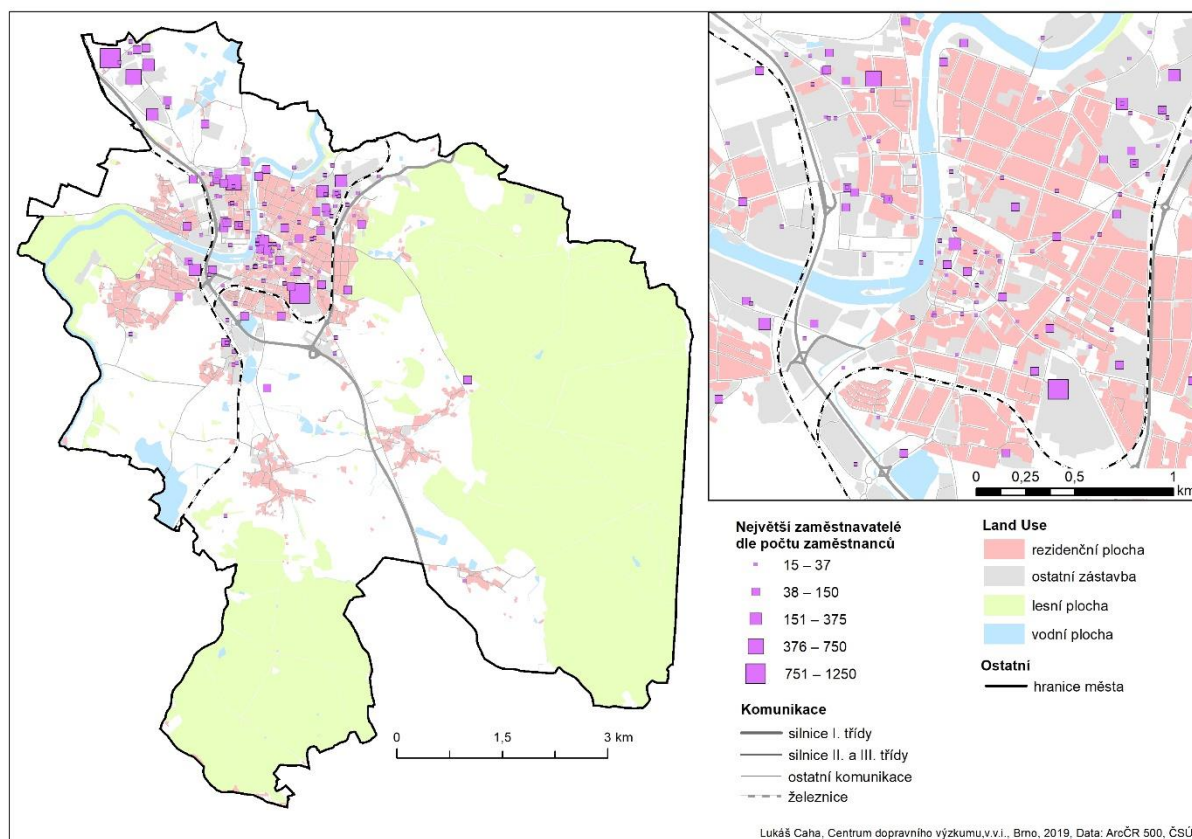 0 0,25 0,5 1
km
Největši zaměstnavatelé
dle počtu zaměstnanců
15 – 37
38 – 150
151 – 375
376 – 750
751 – 1250
Komunikace
silnice I. třídy
silnice II. a III. třídy
ostatní komunikace
železnice
Land Use
rezidenční plocha
ostatní zástavba
lesní plocha
vodní plocha
Ostatní
hranice města
0 1,5 3 km
Lukáš Caha, Centrum dopravního výzkumu,v.v.i., Brno, 2019, Data: ArcČR 500, ČSÚ